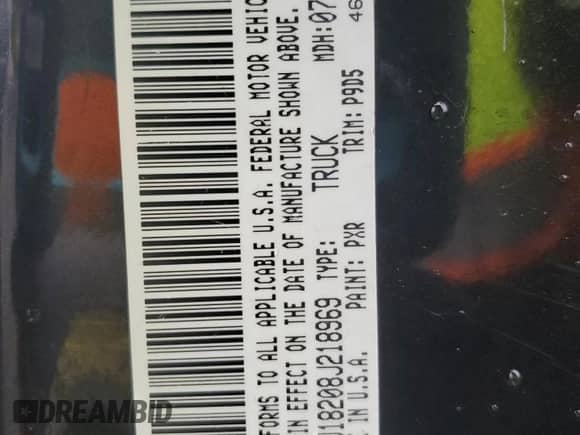 FORMS TO ALL APPLICABLE U.S.A. FEDERAL MOTOR VEHIC
IN EFFECT ON THE DATE OF MANUFACTURE SHOWN ABOVE.
18208J218969 TYPE: TRUCK MDH:07
IN U.S.A. PAINT: PXR TRIM: P9D5 46
DREAMBID